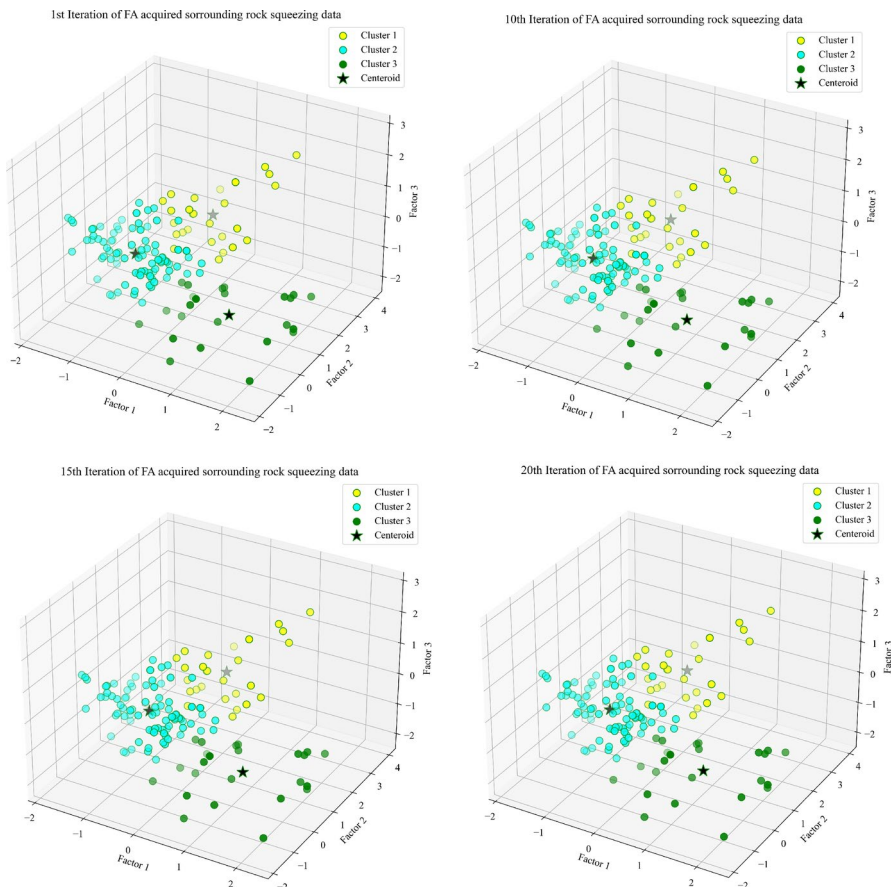 1st Iteration of FA acquired sorrounding rock squeezing data
Cluster 1
Cluster 2
Cluster 3
Centeroid
3
2
1
0
−1
−2
Factor 3
4
3
2
1
0
−1
−2
Factor 2
−2
−1
0
1
2
Factor 1
10th Iteration of FA acquired sorrounding rock squeezing data
Cluster 1
Cluster 2
Cluster 3
Centeroid
3
2
1
0
−1
−2
Factor 3
4
3
2
1
0
−1
−2
Factor 2
−2
−1
0
1
2
Factor 1
15th Iteration of FA acquired sorrounding rock squeezing data
Cluster 1
Cluster 2
Cluster 3
Centeroid
3
2
1
0
−1
−2
Factor 3
4
3
2
1
0
−1
−2
Factor 2
−2
−1
0
1
2
Factor 1
20th Iteration of FA acquired sorrounding rock squeezing data
Cluster 1
Cluster 2
Cluster 3
Centeroid
3
2
1
0
−1
−2
Factor 3
4
3
2
1
0
−1
−2
Factor 2
−2
−1
0
1
2
Factor 1